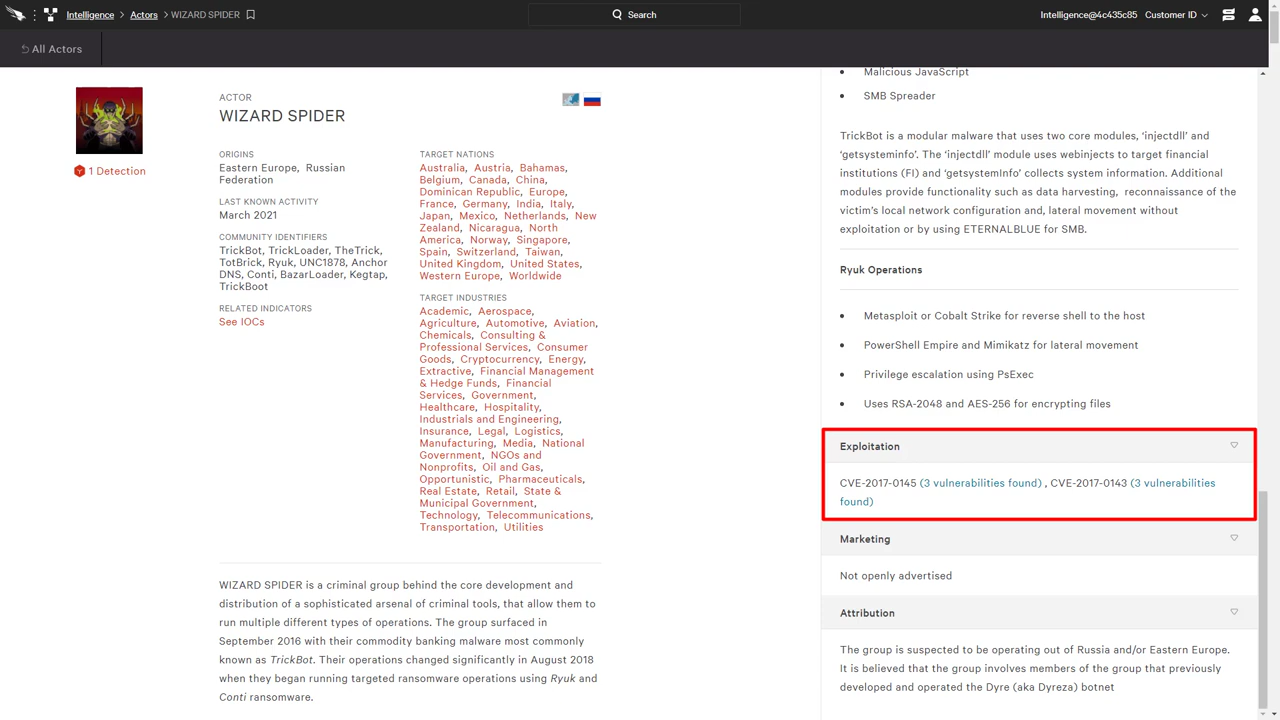 Intelligence > Actors > WIZARD SPIDER
Search
Intelligence@4c435c85 Customer ID
All Actors
1 Detection
ACTOR
WIZARD SPIDER
ORIGINS
Eastern Europe, Russian
Federation
LAST KNOWN ACTIVITY
March 2021
COMMUNITY IDENTIFIERS
TrickBot, TrickLoader, TheTrick,
TotBrick, Ryuk, UNC1878, Anchor
DNS, Conti, BazarLoader, Kegtap,
TrickBoot
RELATED INDICATORS
See IOCs
TARGET NATIONS
Australia, Austria, Bahamas,
Belgium, Canada, China,
Dominican Republic, Europe,
France, Germany, India, Italy,
Japan, Mexico, Netherlands, New
Zealand, Nicaragua, North
America, Norway, Singapore,
Spain, Switzerland, Taiwan,
United Kingdom, United States,
Western Europe, Worldwide
TARGET INDUSTRIES
Academic, Aerospace,
Agriculture, Automotive, Aviation,
Chemicals, Consulting &
Professional Services, Consumer
Goods, Cryptocurrency, Energy,
Extractive, Financial Management
& Hedge Funds, Financial
Services, Government,
Healthcare, Hospitality,
Industrials and Engineering,
Insurance, Legal, Logistics,
Manufacturing, Media, National
Government, NGOs and
Nonprofits, Oil and Gas,
Opportunistic, Pharmaceuticals,
Real Estate, Retail, State &
Municipal Government,
Technology, Telecommunications,
Transportation, Utilities
WIZARD SPIDER is a criminal group behind the core development and
distribution of a sophisticated arsenal of criminal tools, that allow them to
run multiple different types of operations. The group surfaced in
September 2016 with their commodity banking malware most commonly
known as TrickBot. Their operations changed significantly in August 2018
when they began running targeted ransomware operations using Ryuk and
Conti ransomware.
• Malicious JavaScript
• SMB Spreader
TrickBot is a modular malware that uses two core modules, ‘injectdll’ and
‘getsysteminfo’. The ‘injectdll’ module uses webinjects to target financial
institutions (FI) and ‘getsystemInfo’ collects system information. Additional
modules provide functionality such as data harvesting, reconnaissance of the
victim’s local network configuration and, lateral movement without
exploitation or by using ETERNALBLUE for SMB.
Ryuk Operations
• Metasploit or Cobalt Strike for reverse shell to the host
• PowerShell Empire and Mimikatz for lateral movement
• Privilege escalation using PsExec
• Uses RSA-2048 and AES-256 for encrypting files
Exploitation
CVE-2017-0145 (3 vulnerabilities found) , CVE-2017-0143 (3 vulnerabilities
found)
Marketing
Not openly advertised
Attribution
The group is suspected to be operating out of Russia and/or Eastern Europe.
It is believed that the group involves members of the group that previously
developed and operated the Dyre (aka Dyreza) botnet